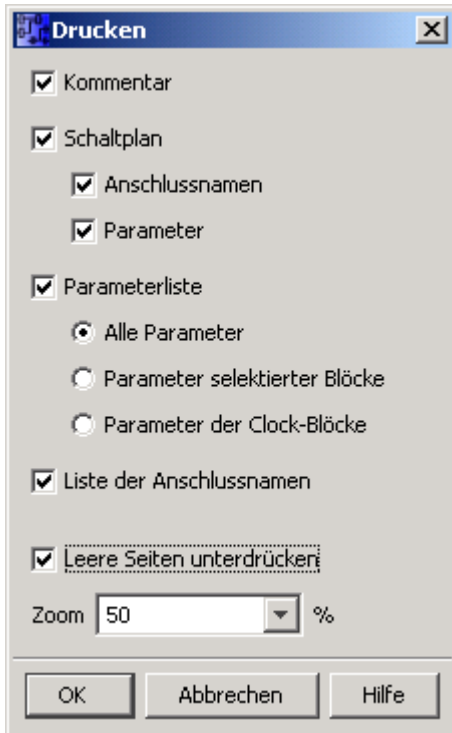 Drucken
Kommentar
Schaltplan
Anschlussnamen
Parameter
Parameterliste
Alle Parameter
Parameter selektierter Blöcke
Parameter der Clock-Blöcke
Liste der Anschlussnamen
Leere Seiten unterdrücken
Zoom 50 %
OK Abbrechen Hilfe